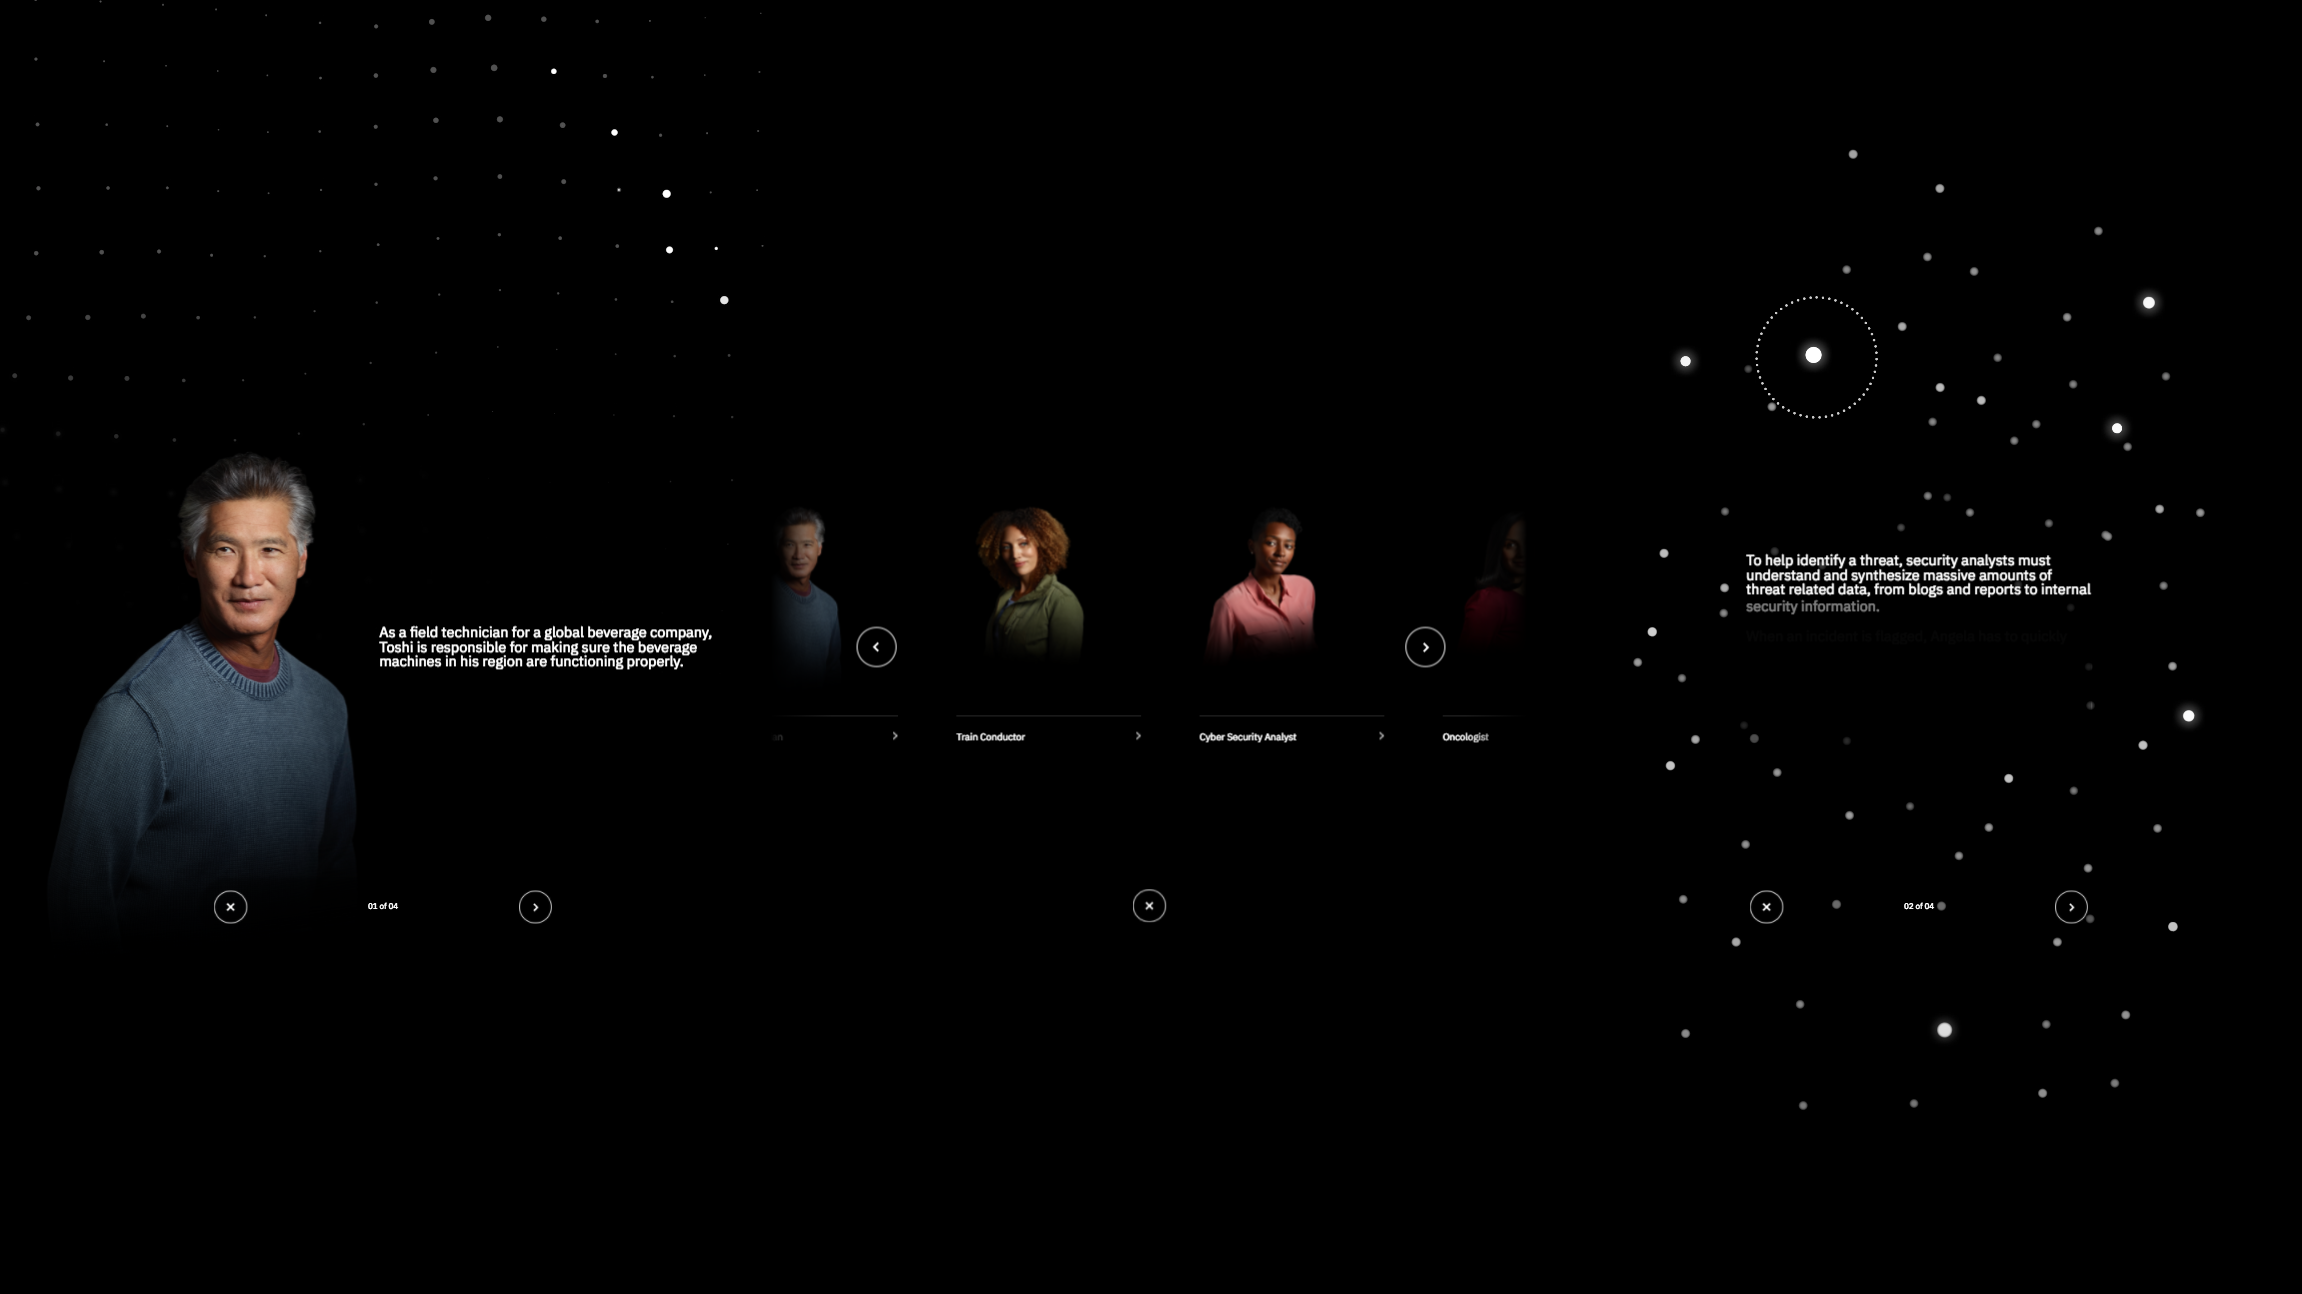 As a field technician for a global beverage company,
Toshi is responsible for making sure the beverage
machines in his region are functioning properly.
01 of 04
an
Train Conductor
Cyber Security Analyst
Oncologist
To help identify a threat, security analysts must
understand and synthesize massive amounts of
threat related data, from blogs and reports to internal
security information.
When an incident is flagged, Angela has to quickly
02 of 04